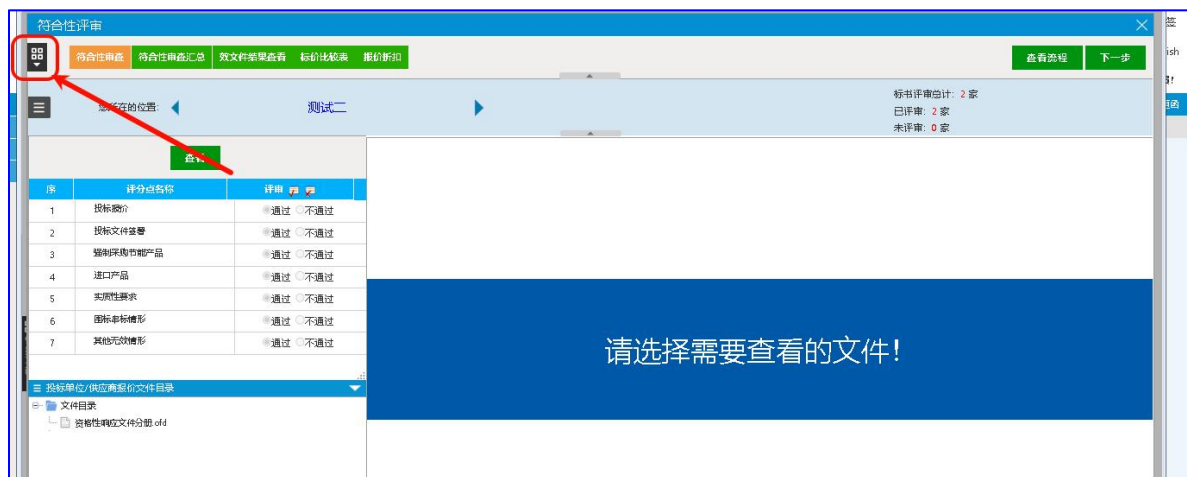 符合性评审
符合性审查 符合性审查汇总 效文件结果查看 标价比较表 报价折扣 查看流程 下一步
ish
所在的位置: 测试二
标书评审总计: 2 家
已评审: 2 家
未评审: 0 家
序 评分点名称 评审
1 投标报价 通过 不通过
2 投标文件签署 通过 不通过
3 强制采购节能产品 通过 不通过
4 进口产品 通过 不通过
5 实质性要求 通过 不通过
6 围标串标情形 通过 不通过
7 其他无效情形 通过 不通过
请选择需要查看的文件!
投标单位/供应商报价文件目录
文件目录
资格性响应文件分册.ofd